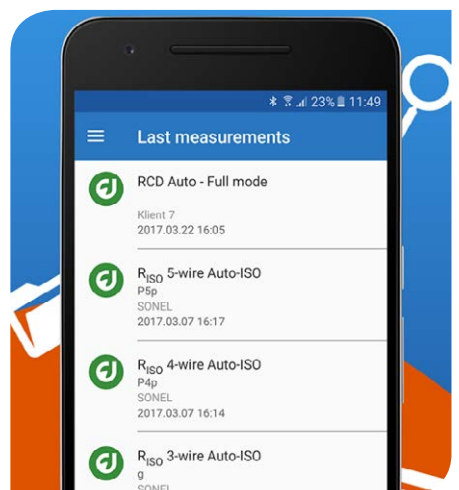 23% 11:49
Last measurements
RCD Auto - Full mode
Klient 7
2017.03.22 16:05
RISO 5-wire Auto-ISO
P5p
SONEL
2017.03.07 16:17
RISO 4-wire Auto-ISO
P4p
SONEL
2017.03.07 16:14
RISO 3-wire Auto-ISO
g
SONEL